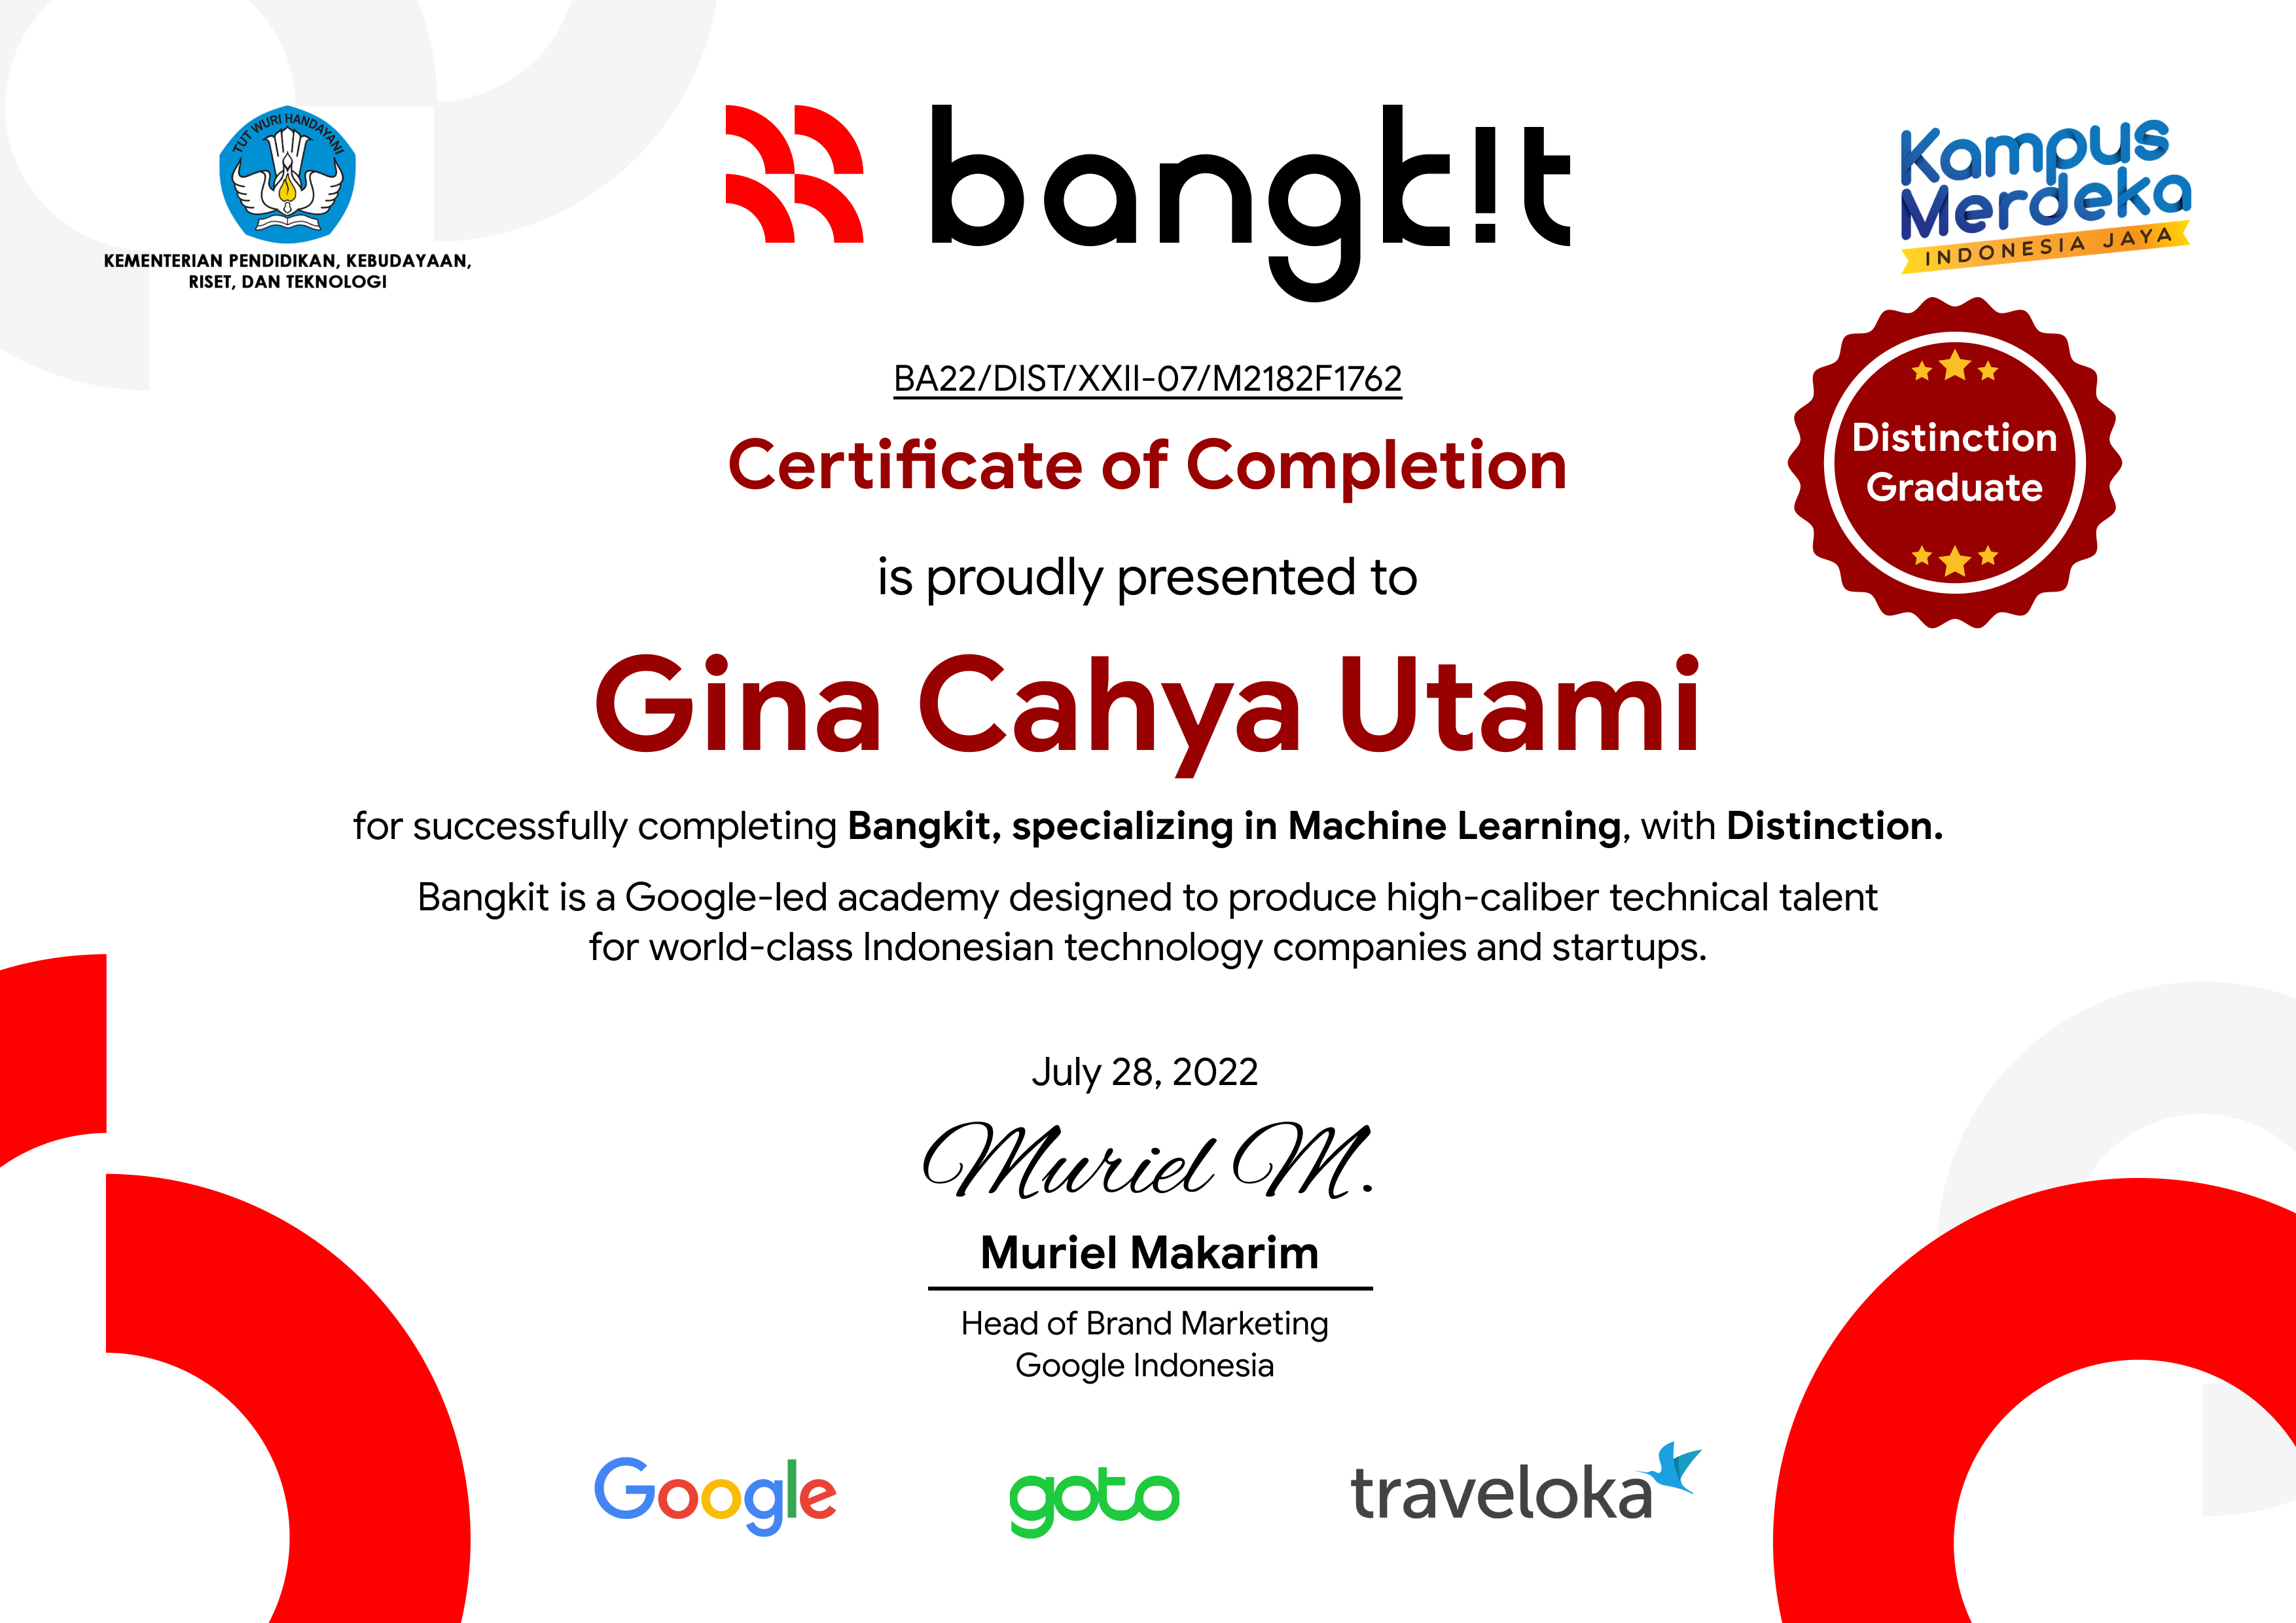 TUT WURI HANDAYANI
KEMENTERIAN PENDIDIKAN, KEBUDAYAAN,
RISET, DAN TEKNOLOGI
bangk!t
Kampus
Merdeka
INDONESIA JAYA
BA22/DIST/XXII-07/M2182F1762
Certificate of Completion
Distinction
Graduate
is proudly presented to
Gina Cahya Utami
for successfully completing Bangkit, specializing in Machine Learning, with Distinction.
Bangkit is a Google-led academy designed to produce high-caliber technical talent
for world-class Indonesian technology companies and startups.
July 28, 2022
Muriel M.
Muriel Makarim
Head of Brand Marketing
Google Indonesia
Google
goto
traveloka